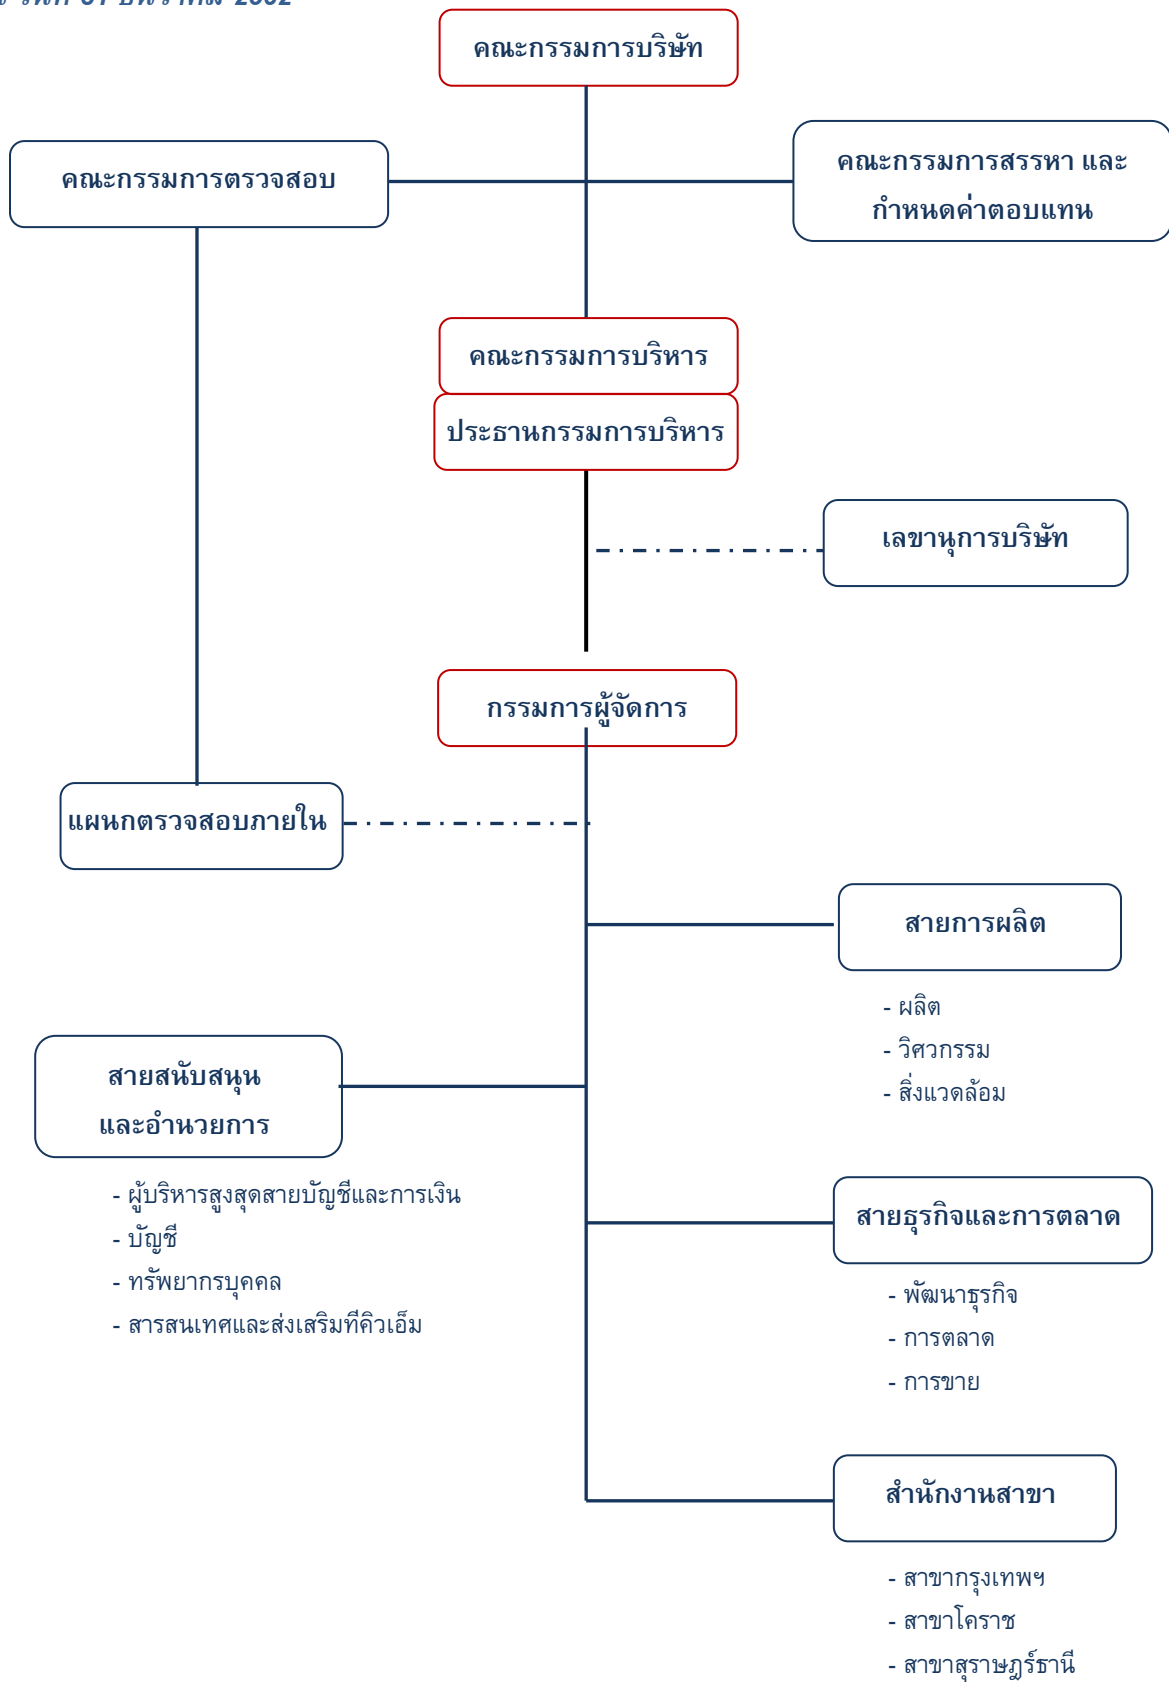 31 ธันวาคม 2562
คณะกรรมการบริษัท
คณะกรรมการตรวจสอบ
คณะกรรมการสรรหา และ
กำหนดค่าตอบแทน
คณะกรรมการบริหาร
ประธานกรรมการบริหาร
เลขานุการบริษัท
กรรมการผู้จัดการ
แผนกตรวจสอบภายใน
สายการผลิต
- ผลิต
- วิศวกรรม
- สิ่งแวดล้อม
สายสนับสนุน
และอำนวยการ
- ผู้บริหารสูงสุดสายบัญชีและการเงิน
- บัญชี
- ทรัพยากรบุคคล
- สารสนเทศและส่งเสริมทีคิวเอ็ม
สายธุรกิจและการตลาด
- พัฒนาธุรกิจ
- การตลาด
- การขาย
สำนักงานสาขา
- สาขากรุงเทพฯ
- สาขาโคราช
- สาขาสุราษฎร์ธานี